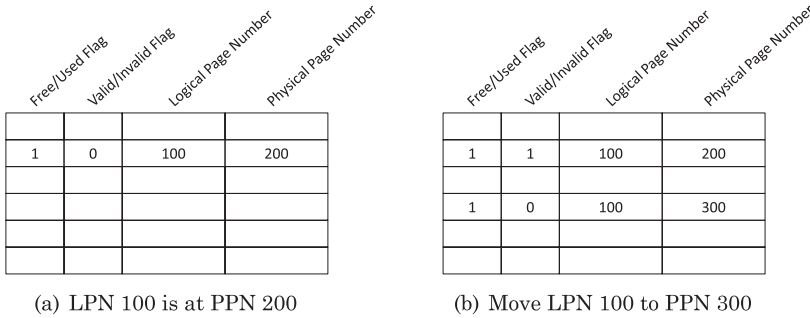 Free/Used Flag
Valid/Invalid Flag
Logical Page Number
Physical Page Number
1 0 100 200
(a) LPN 100 is at PPN 200
Free/Used Flag
Valid/Invalid Flag
Logical Page Number
Physical Page Number
1 1 100 200
1 0 100 300
(b) Move LPN 100 to PPN 300